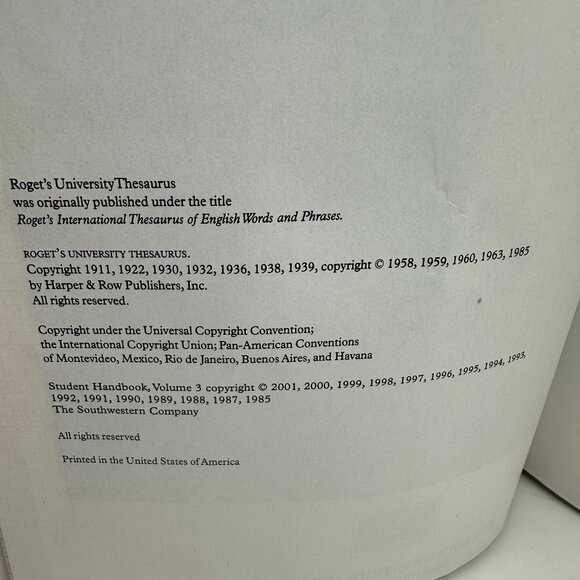 Roget's University Thesaurus
was originally published under the title
Roget's International Thesaurus of English Words and Phrases.
ROGET'S UNIVERSITY THESAURUS.
Copyright 1911, 1922, 1930, 1932, 1936, 1938, 1939, copyright © 1958, 1959, 1960, 1963, 1985
by Harper & Row Publishers, Inc.
All rights reserved.
Copyright under the Universal Copyright Convention;
the International Copyright Union; Pan-American Conventions
of Montevideo, Mexico, Rio de Janeiro, Buenos Aires, and Havana
Student Handbook, Volume 3 copyright © 2001, 2000, 1999, 1998, 1997, 1996, 1995, 1994, 1993,
1992, 1991, 1990, 1989, 1988, 1987, 1985
The Southwestern Company
All rights reserved
Printed in the United States of America